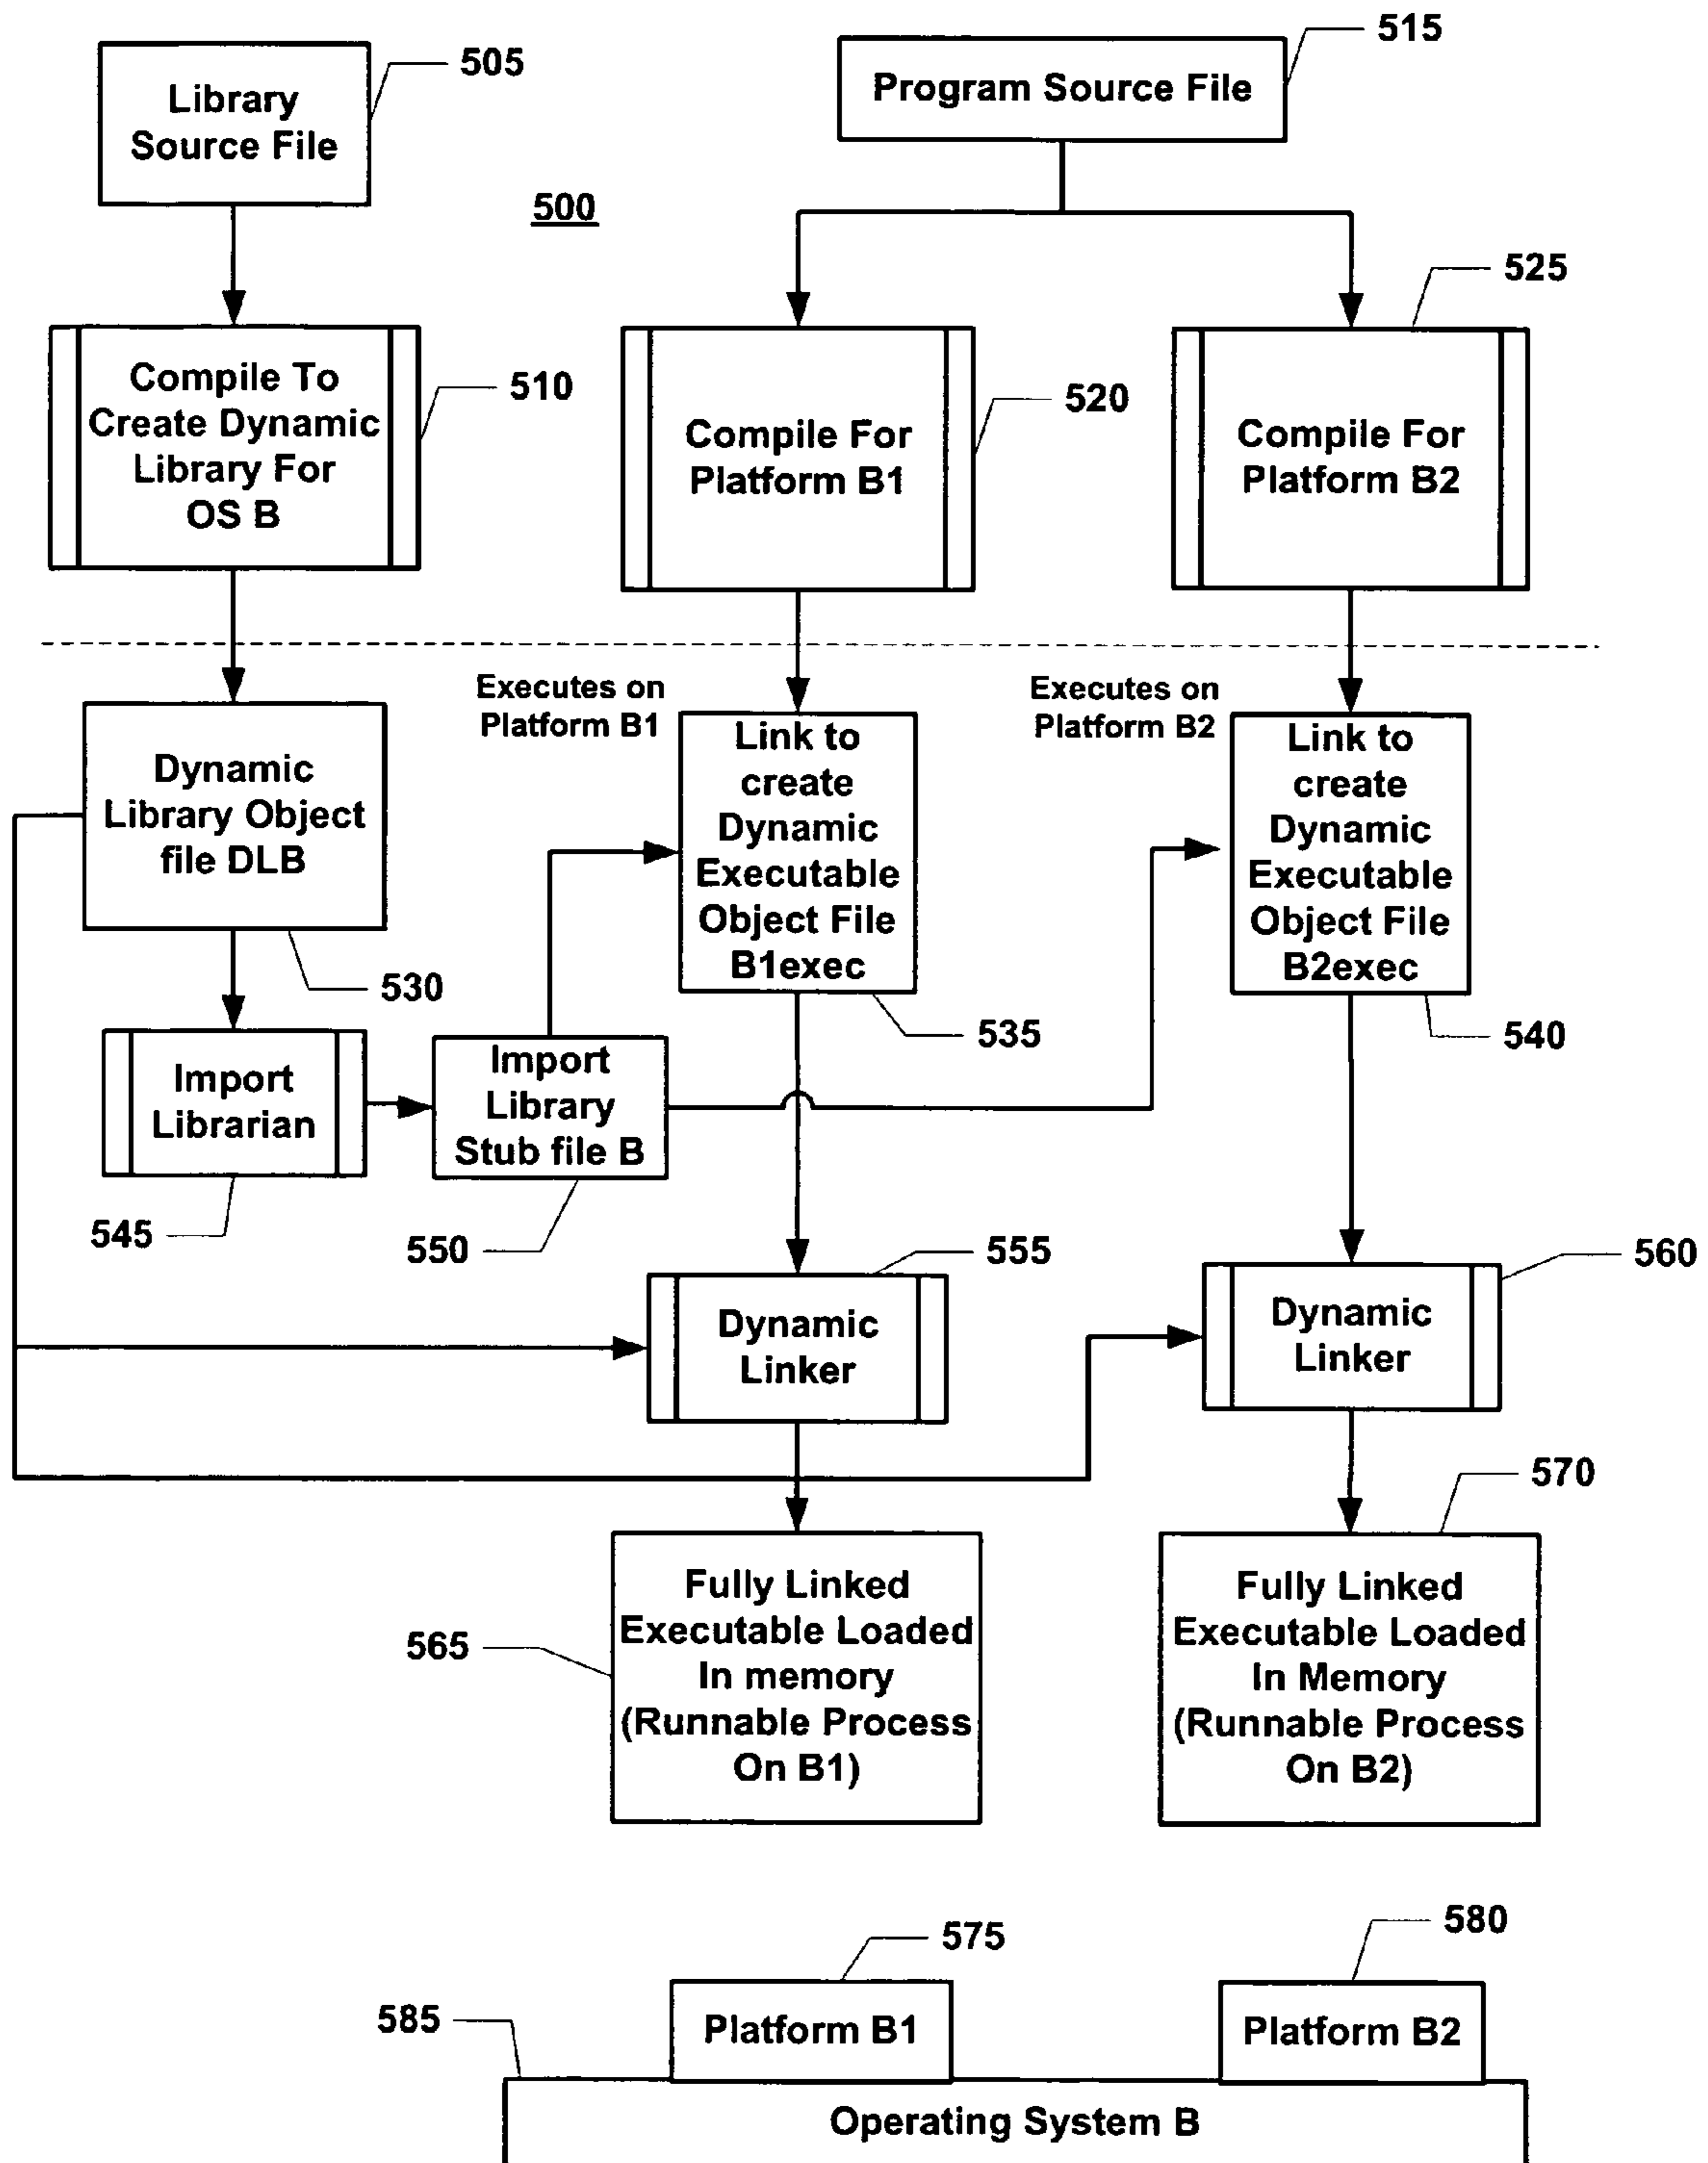 515
505
Library
Source File
Program Source File
500
525
Compile To
Create Dynamic
Library For
OS B
510
Compile For
Platform B1
520
Compile For
Platform B2
Executes on
Platform B1
Executes on
Platform B2
Dynamic
Library Object
file DLB
530
Link to
create
Dynamic
Executable
Object File
B1exec
535
Link to
create
Dynamic
Executable
Object File
B2exec
540
Import
Librarian
545
Import
Library
Stub file B
550
555
560
Dynamic
Linker
Dynamic
Linker
570
565
Fully Linked
Executable Loaded
In memory
(Runnable Process
On B1)
Fully Linked
Executable Loaded
In Memory
(Runnable Process
On B2)
575
580
585
Platform B1
Platform B2
Operating System B